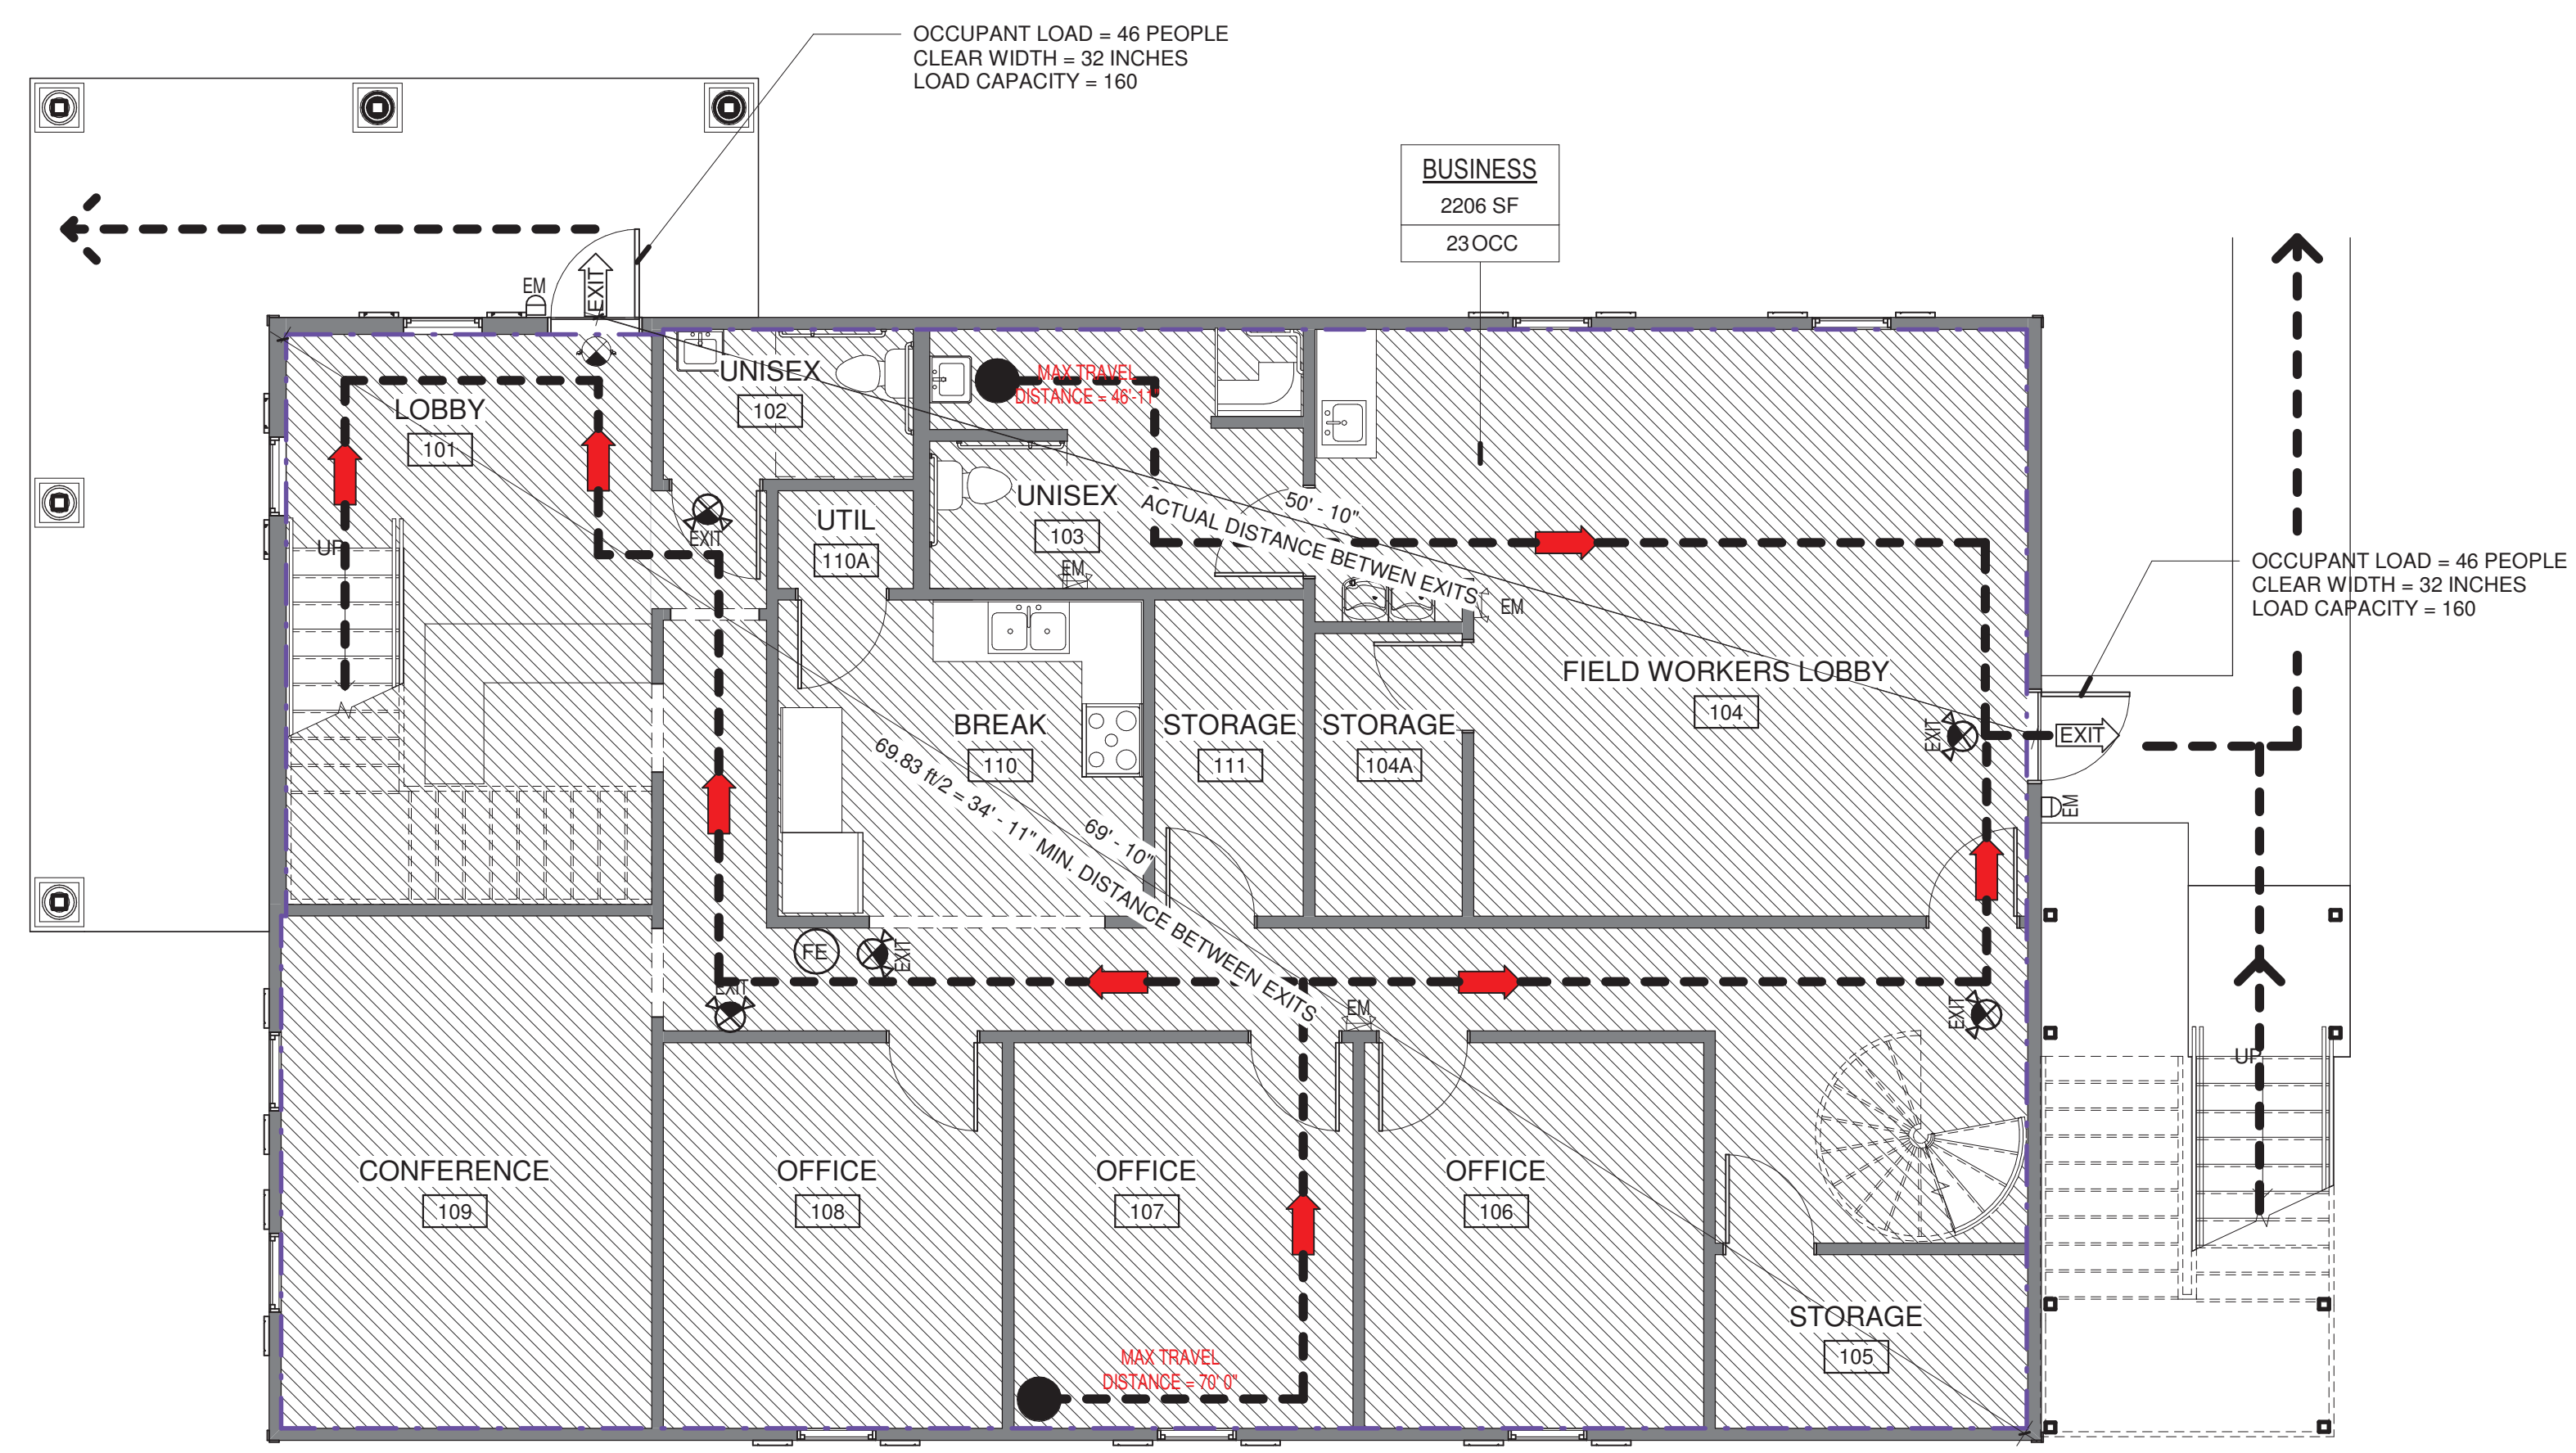 OCCUPANT LOAD = 46 PEOPLE
CLEAR WIDTH = 32 INCHES
LOAD CAPACITY = 160
BUSINESS
2206 SF
23 OCC
EM
EXIT
UNISEX
102
MAX TRAVEL
DISTANCE = 46'-11"
LOBBY
101
UNISEX
103
EXIT
UTIL
110A
EM
UP
50' - 10"
ACTUAL DISTANCE BETWEN EXITS
EM
OCCUPANT LOAD = 46 PEOPLE
CLEAR WIDTH = 32 INCHES
LOAD CAPACITY = 160
FIELD WORKERS LOBBY
104
BREAK
110
STORAGE
111
STORAGE
104A
EXIT
EXIT
EM
69' - 10"
69.83 ft/2 = 34' - 11" MIN. DISTANCE BETWEEN EXITS
FE
EXIT
EXIT
EM
EXIT
UP
CONFERENCE
109
OFFICE
108
OFFICE
107
OFFICE
106
STORAGE
105
MAX TRAVEL
DISTANCE = 70' 0"